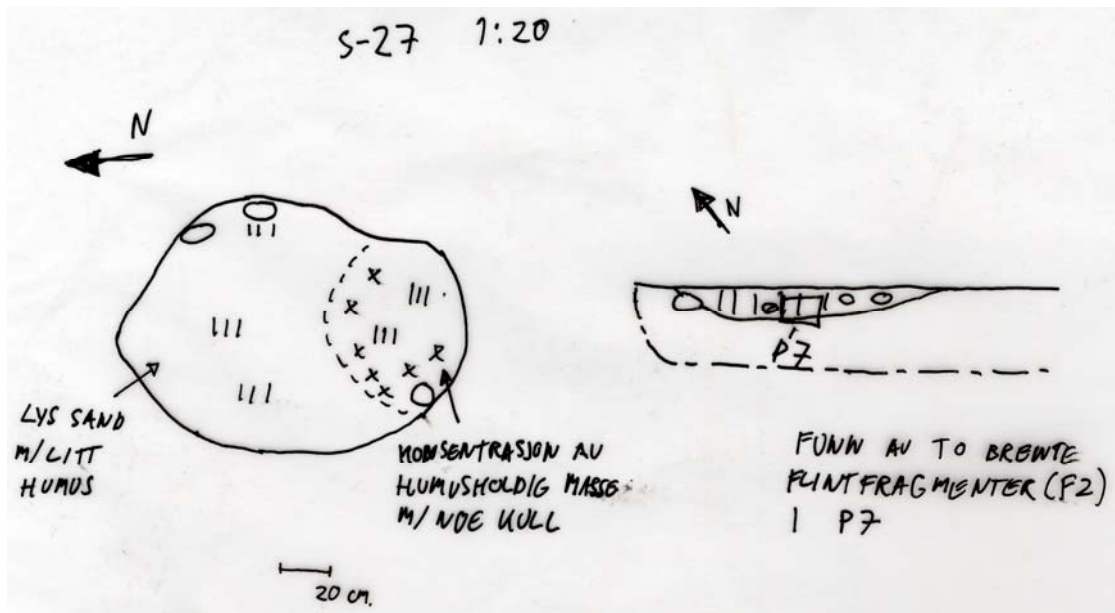 S-27 1:20
N
N
P7
LYS SAND
M/LITT
HUMUS
KONSENTRASJON AV
HUMUSHOLDIG MASSE
M/ NOE KULL
FUNN AV TO BRENTE
FLINTFRAGMENTER (F2)
I P7
20 cm.